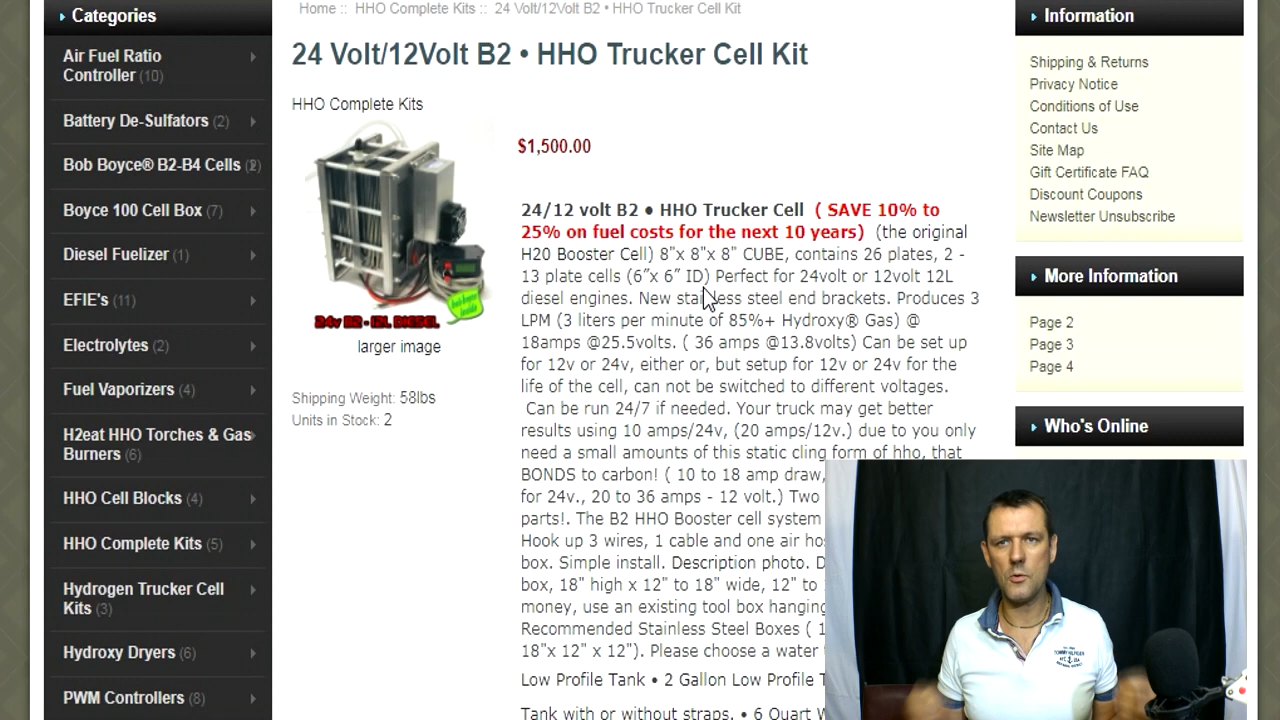 Categories
Air Fuel Ratio
Controller (10)
Battery De-Sulfators (2)
Bob Boyce® B2-B4 Cells
Boyce 100 Cell Box (7)
Diesel Fuelizer (1)
EFIE's (11)
Electrolytes (2)
Fuel Vaporizers (4)
H2eat HHO Torches & Gas
Burners (6)
HHO Cell Blocks (4)
HHO Complete Kits (5)
Hydrogen Trucker Cell
Kits (3)
Hydroxy Dryers (6)
PWM Controllers (8)
Home :: HHO Complete Kits :: 24 Volt/12Volt B2 • HHO Trucker Cell Kit
24 Volt/12Volt B2 • HHO Trucker Cell Kit
HHO Complete Kits
24v B2 - 12L DIESEL
larger image
Shipping Weight: 58lbs
Units in Stock: 2
$1,500.00
24/12 volt B2 ● HHO Trucker Cell ( SAVE 10% to
25% on fuel costs for the next 10 years) (the original
H20 Booster Cell) 8"x 8"x 8" CUBE, contains 26 plates, 2 -
13 plate cells (6”x 6” ID) Perfect for 24volt or 12volt 12L
diesel engines. New stainless steel end brackets. Produces 3
LPM (3 liters per minute of 85%+ Hydroxy® Gas) @
18amps @25.5volts. ( 36 amps @13.8volts) Can be set up
for 12v or 24v, either or, but setup for 12v or 24v for the
life of the cell, can not be switched to different voltages.
Can be run 24/7 if needed. Your truck may get better
results using 10 amps/24v, (20 amps/12v.) due to you only
need a small amounts of this static cling form of hho, that
BONDS to carbon! ( 10 to 18 amp draw,
for 24v., 20 to 36 amps - 12 volt.) Two
parts!. The B2 HHO Booster cell system
Hook up 3 wires, 1 cable and one air ho
box. Simple install. Description photo. D
box, 18" high x 12" to 18" wide, 12" to
money, use an existing tool box hanging
Recommended Stainless Steel Boxes ( 1
18"x 12" x 12"). Please choose a water
Low Profile Tank • 2 Gallon Low Profile T
Tank with or without straps. • 6 Quart W
Information
Shipping & Returns
Privacy Notice
Conditions of Use
Contact Us
Site Map
Gift Certificate FAQ
Discount Coupons
Newsletter Unsubscribe
More Information
Page 2
Page 3
Page 4
Who's Online
TOMMY HILFIGER